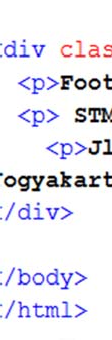 div clas
<p>Foot
<p> STM
<p>Jl
Yogyakart
</div>
</body>
</html>